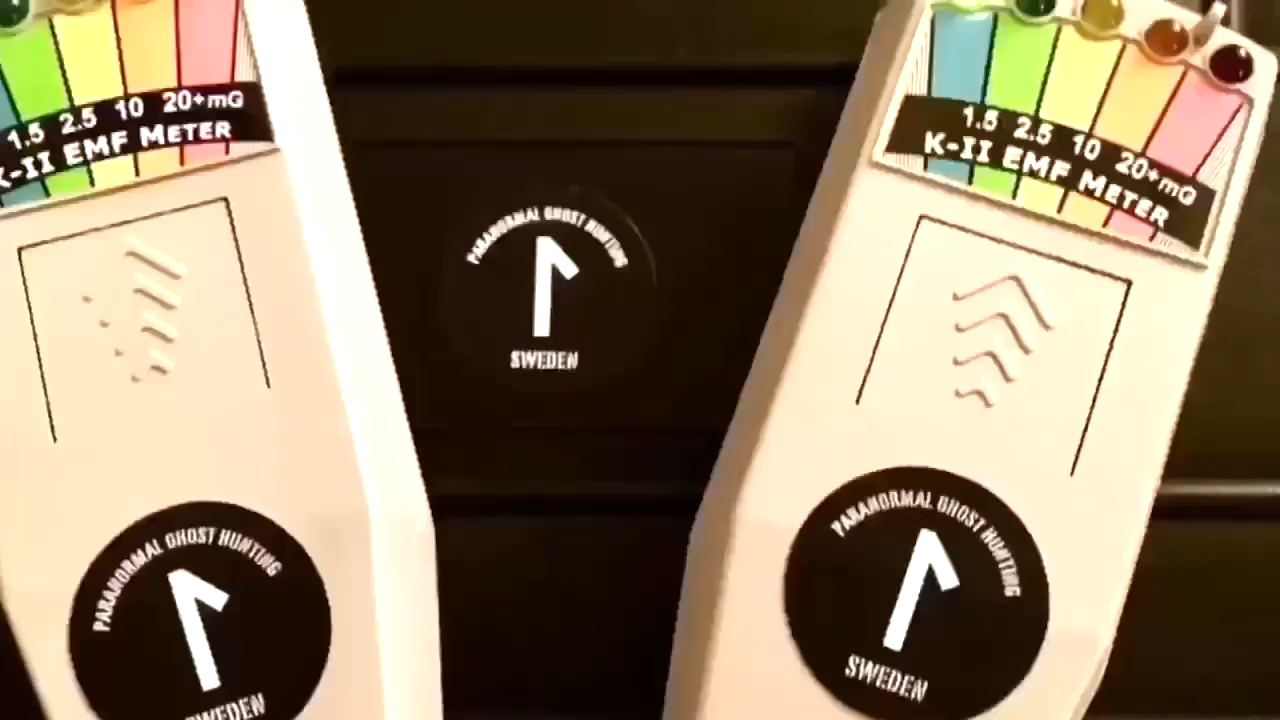 1.5 2.5 10 20+mG
K-II EMF METER
PARANORMAL GHOST HUNTING
SWEDEN
PARANORMAL GHOST HUNTING
SWEDEN
1.5 2.5 10 20+mG
K-II EMF METER
PARANORMAL GHOST HUNTING
SWEDEN